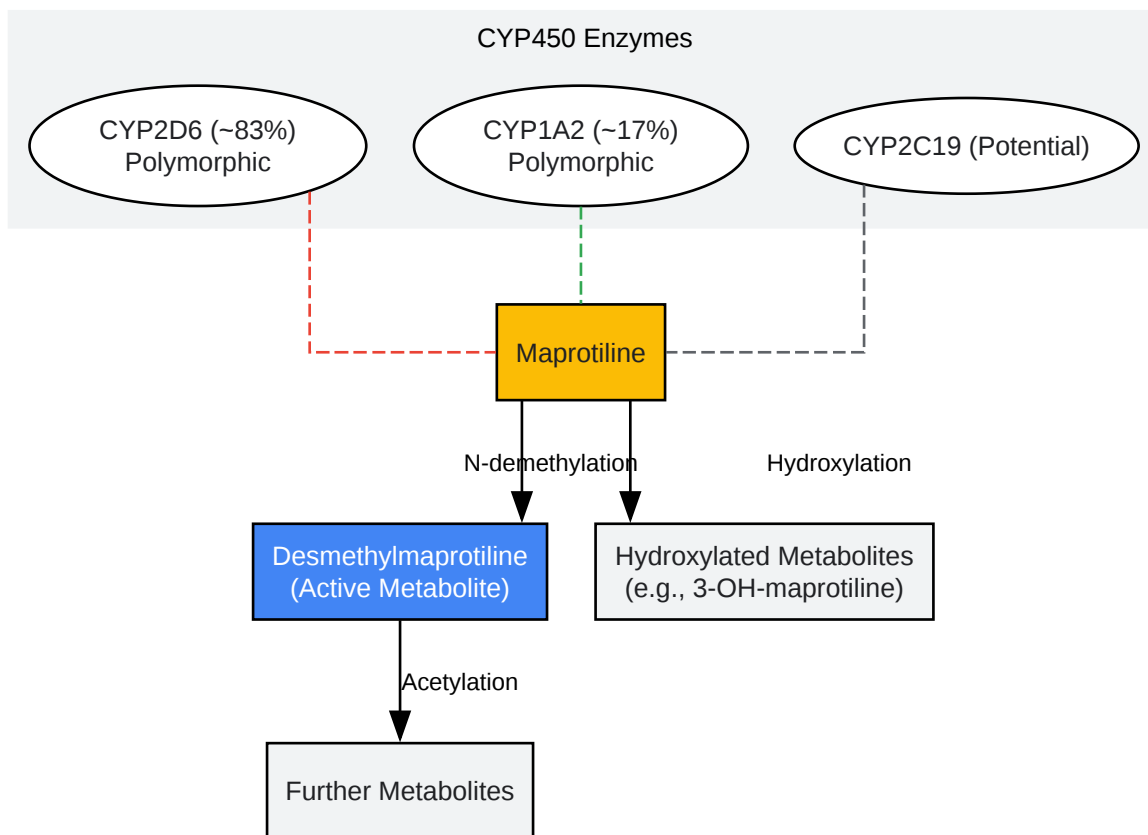 CYP450 Enzymes
CYP2D6 (~83%)
Polymorphic
CYP1A2 (~17%)
Polymorphic
CYP2C19 (Potential)
Maprotiline
N-demethylation
Hydroxylation
Desmethylmaprotiline
(Active Metabolite)
Hydroxylated Metabolites
(e.g., 3-OH-maprotiline)
Acetylation
Further Metabolites